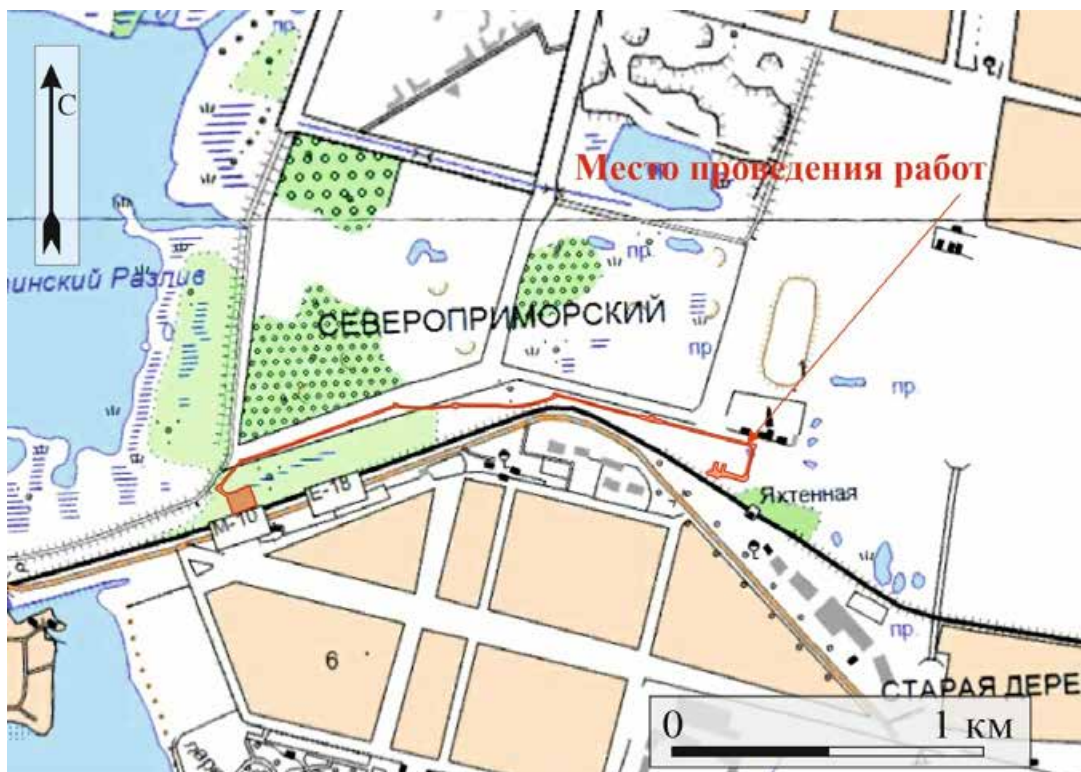 пр.
С
Место проведения работ
пр.
инский Разлив
СЕВЕРОПРИМОРСКИЙ
пр
пр.
Яхтенная
Е-18
М-10
пр.
6
СТАРАЯ ДЕРЕ
0 1 км